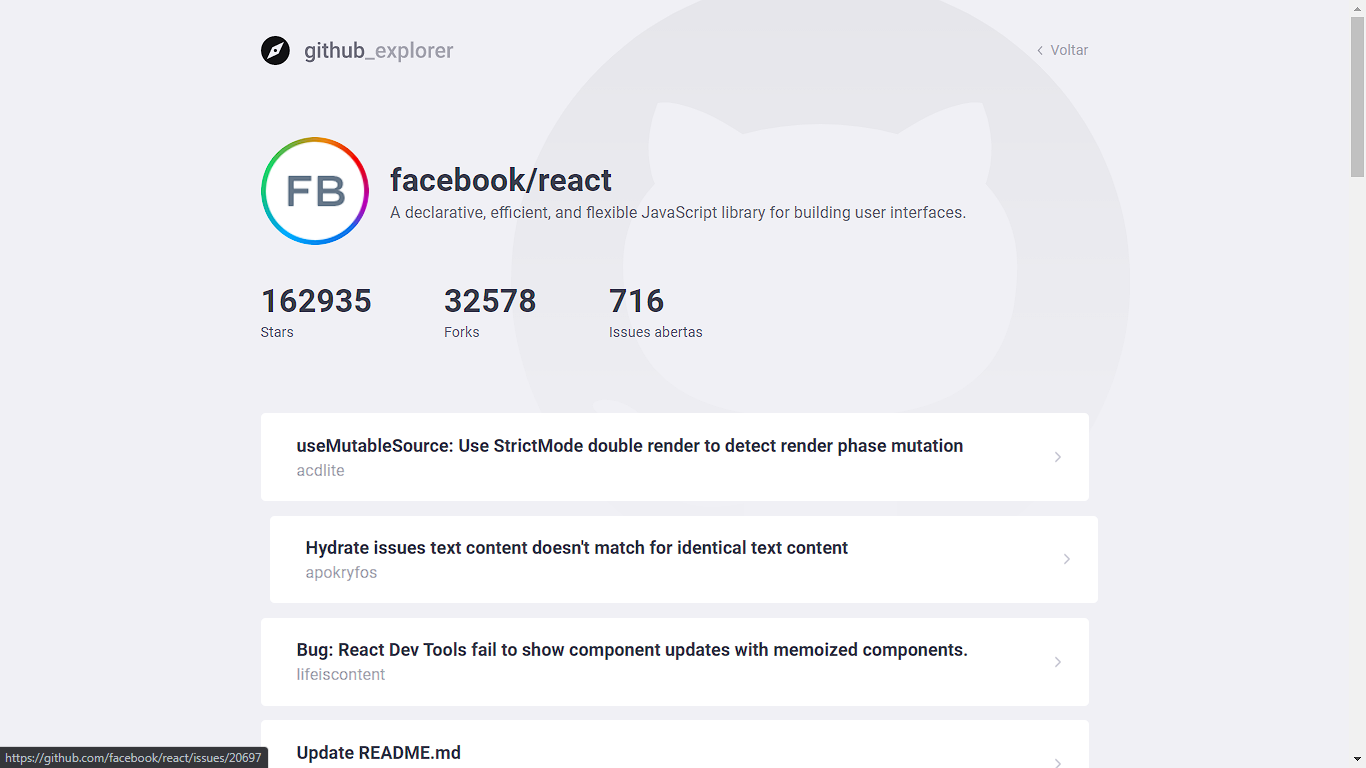 github_explorer
Voltar
FB
facebook/react
A declarative, efficient, and flexible JavaScript library for building user interfaces.
162935 32578 716
Stars Forks Issues abertas
useMutableSource: Use StrictMode double render to detect render phase mutation
acdlite
Hydrate issues text content doesn't match for identical text content
apokryfos
Bug: React Dev Tools fail to show component updates with memoized components.
lifeiscontent
Update README.md
https://github.com/facebook/react/issues/20697